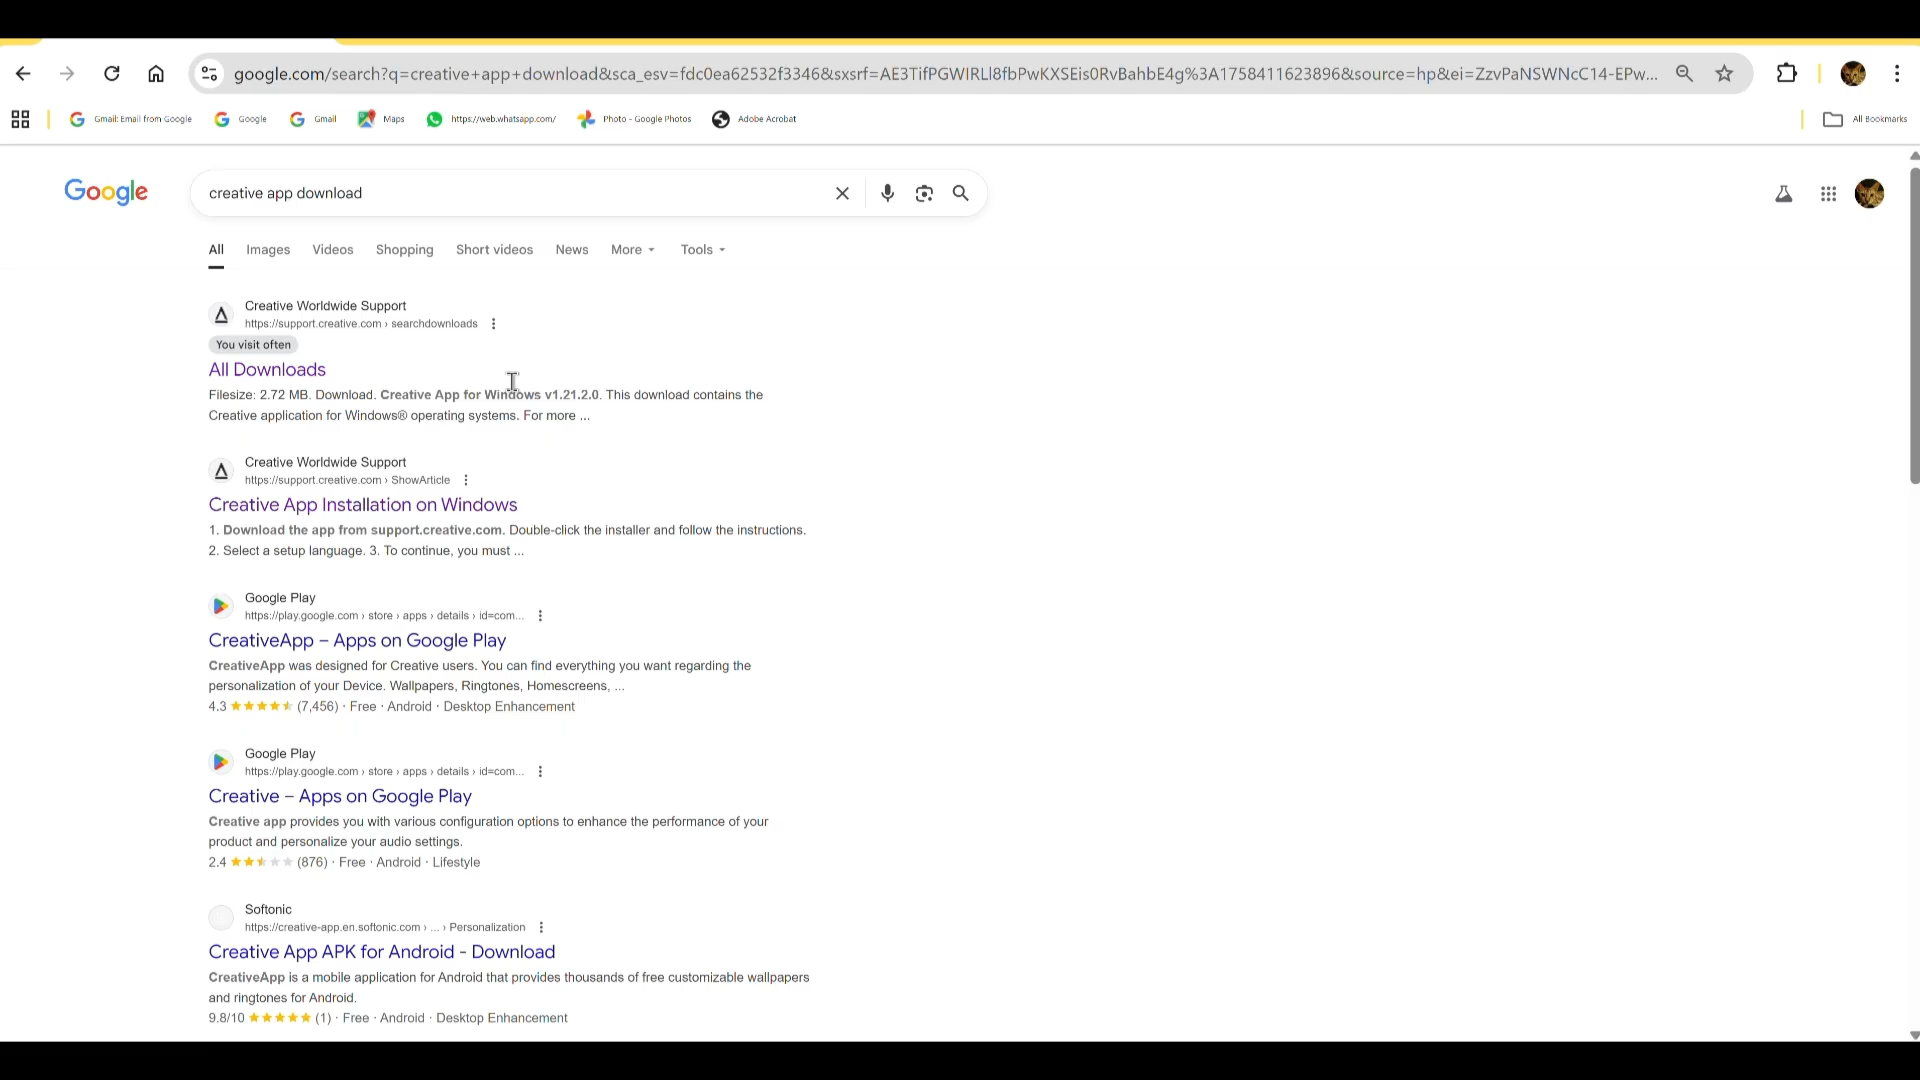 google.com/search?q=creative+app+download&sca_esv=fdc0ea62532f3346&sxsrf=AE3TifPGWIRLl8fbPwKXSEis0RvBahbE4g%3A1758411623896&source=hp&ei=ZzvPaNSWNcC14-EPw...
Gmail: Email from Google Google Gmail Maps https://web.whatsapp.com/ Photo - Google Photos Adobe Acrobat All Bookmarks
Google creative app download
All Images Videos Shopping Short videos News More Tools
Creative Worldwide Support
https://support.creative.com › searchdownloads
You visit often
All Downloads
Filesize: 2.72 MB. Download. Creative App for Windows v1.21.2.0. This download contains the
Creative application for Windows® operating systems. For more ...
Creative Worldwide Support
https://support.creative.com › ShowArticle
Creative App Installation on Windows
1. Download the app from support.creative.com. Double-click the installer and follow the instructions.
2. Select a setup language. 3. To continue, you must ...
Google Play
https://play.google.com › store › apps › details › id=com...
CreativeApp – Apps on Google Play
CreativeApp was designed for Creative users. You can find everything you want regarding the
personalization of your Device. Wallpapers, Ringtones, Homescreens, ...
4.3 (7,456) · Free · Android · Desktop Enhancement
Google Play
https://play.google.com › store › apps › details › id=com...
Creative – Apps on Google Play
Creative app provides you with various configuration options to enhance the performance of your
product and personalize your audio settings.
2.4 (876) · Free · Android · Lifestyle
Softonic
https://creative-app.en.softonic.com › ... › Personalization
Creative App APK for Android - Download
CreativeApp is a mobile application for Android that provides thousands of free customizable wallpapers
and ringtones for Android.
9.8/10 (1) · Free · Android · Desktop Enhancement